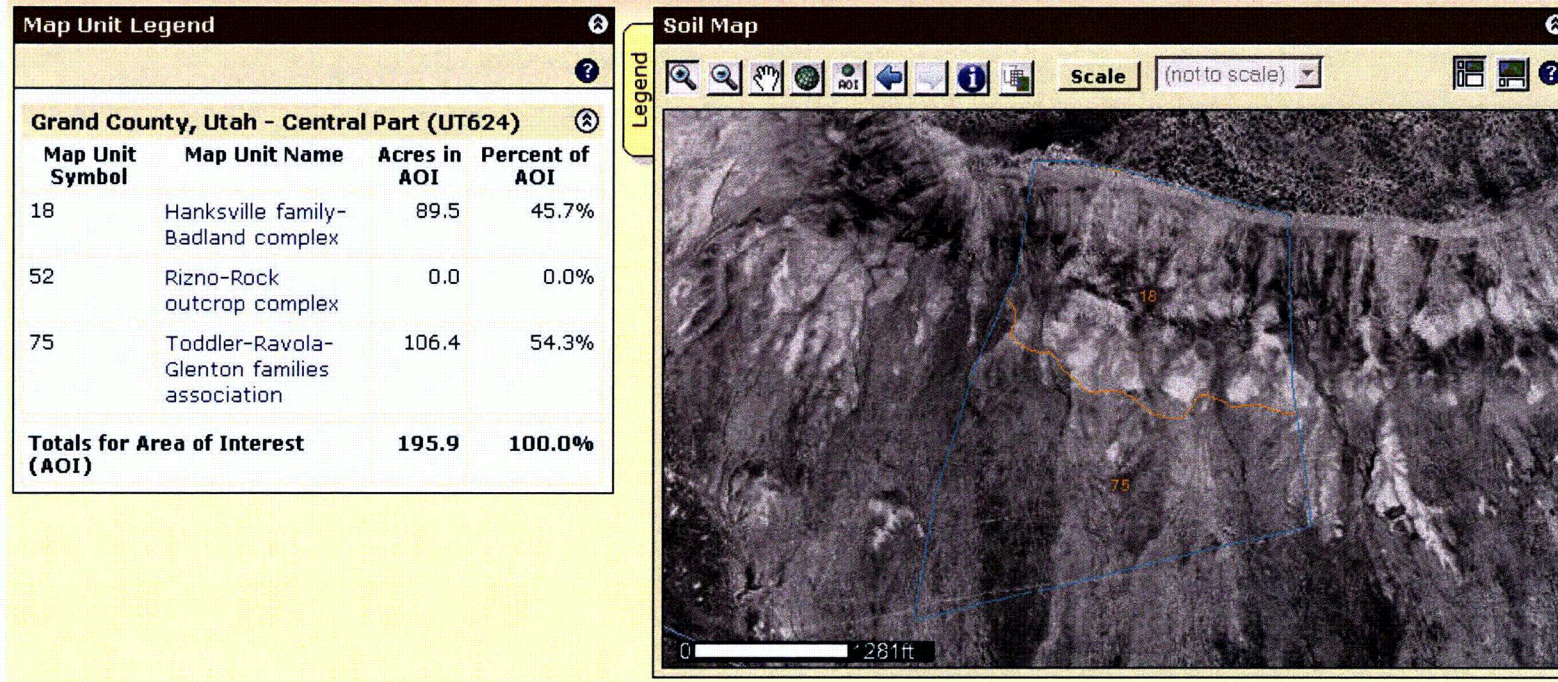 Map Unit Legend
Grand County, Utah - Central Part (UT624)
Map Unit Symbol Map Unit Name Acres in AOI Percent of AOI
18 Hanksville family-Badland complex 89.5 45.7%
52 Rizno-Rock outcrop complex 0.0 0.0%
75 Toddler-Ravola-Glenton families association 106.4 54.3%
Totals for Area of Interest (AOI) 195.9 100.0%
Legend
Soil Map
AOI
Scale (not to scale)
18
75
0 1281ft